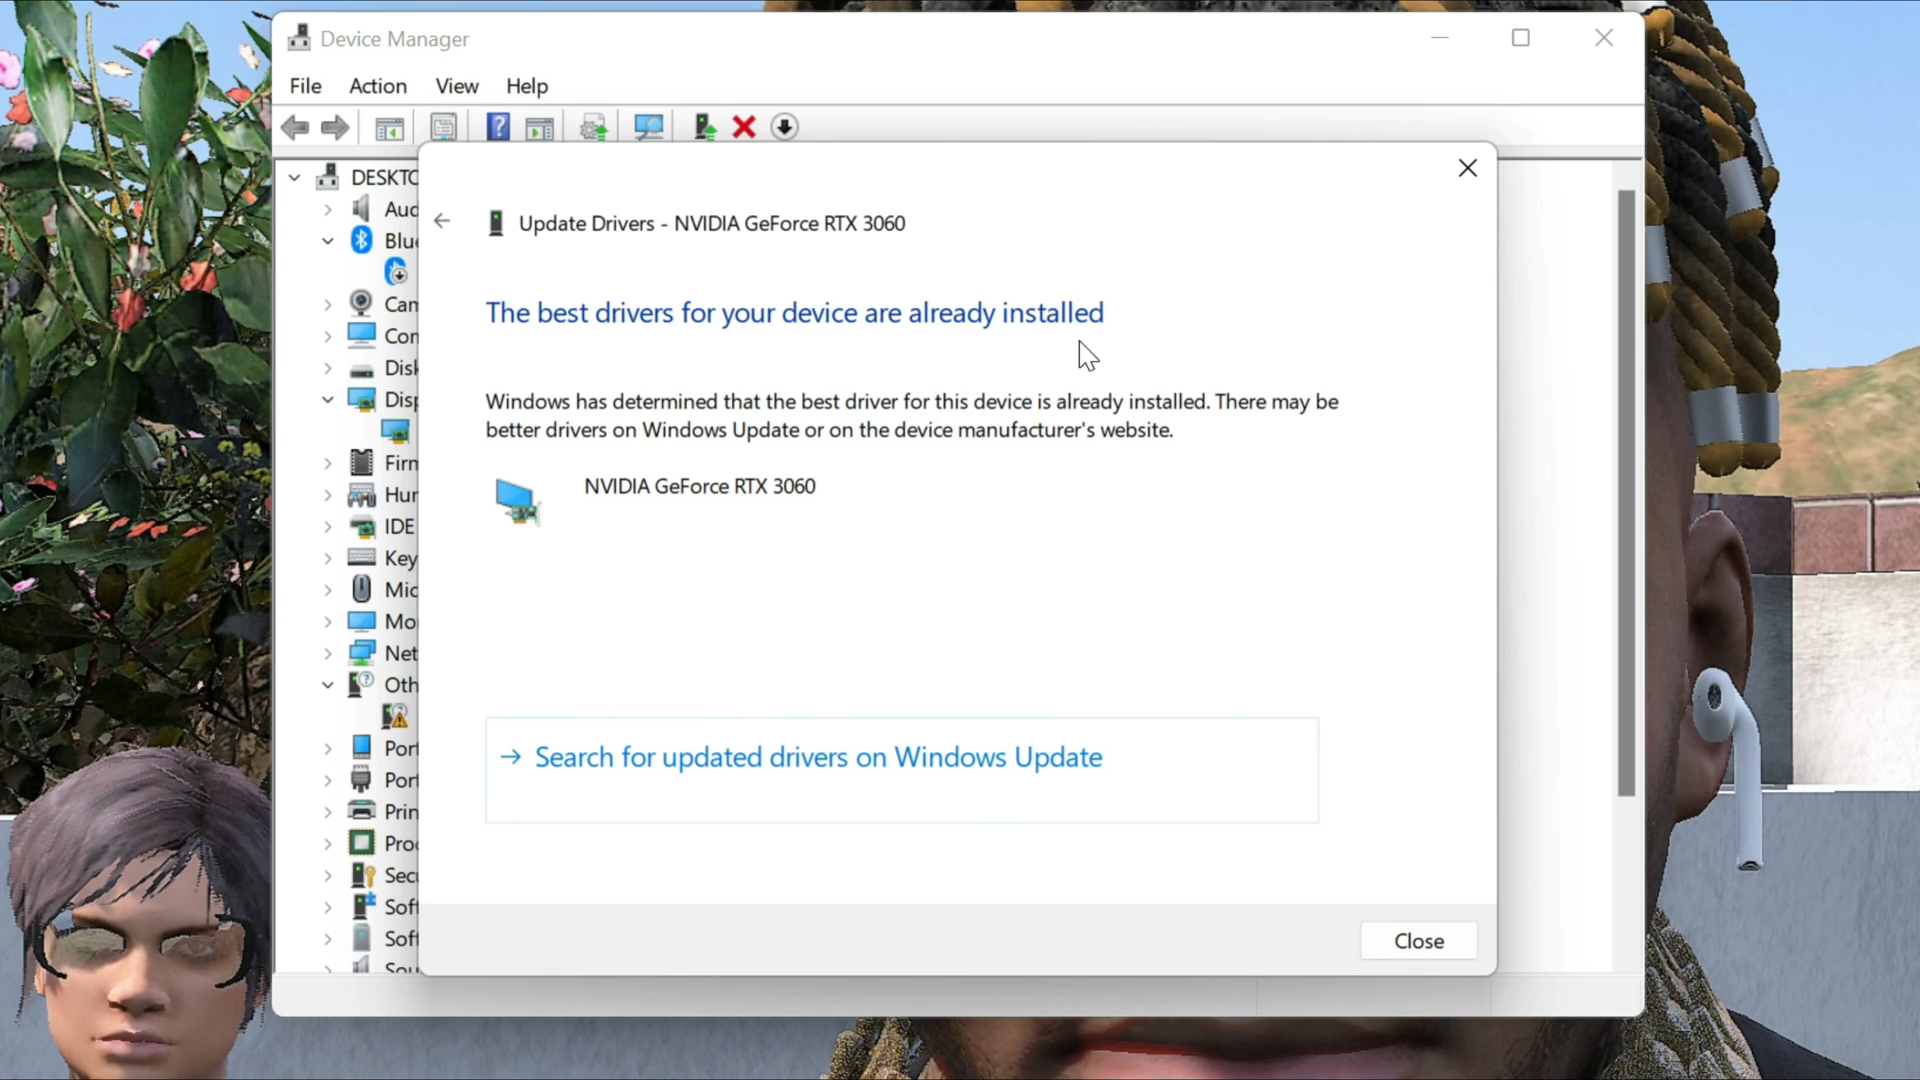 Device Manager
File Action View Help
DESKTO
Aud
Blue
Cam
Con
Disk
Disp
Firm
Hur
IDE
Key
Mic
Mo
Net
Oth
Port
Port
Prin
Proc
Secu
Soft
Soft
Sou
Update Drivers - NVIDIA GeForce RTX 3060
The best drivers for your device are already installed
Windows has determined that the best driver for this device is already installed. There may be
better drivers on Windows Update or on the device manufacturer's website.
NVIDIA GeForce RTX 3060
→ Search for updated drivers on Windows Update
Close